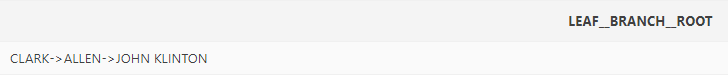 LEAF__BRANCH__ROOT
CLARK->ALLEN->JOHN KLINTON